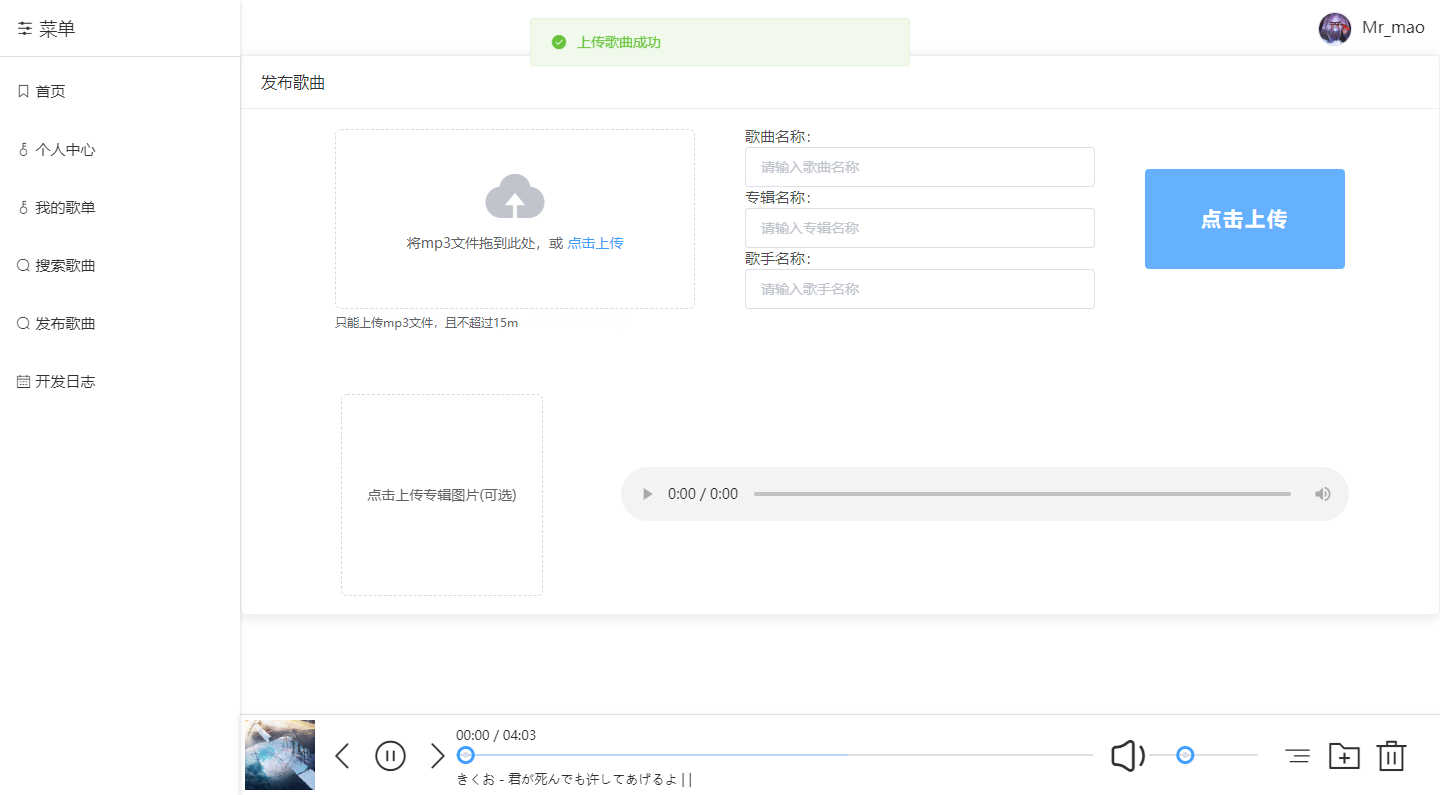 菜单
上传歌曲成功
Mr_mao
首页
个人中心
我的歌单
搜索歌曲
发布歌曲
开发日志
发布歌曲
将mp3文件拖到此处，或 点击上传
只能上传mp3文件，且不超过15m
歌曲名称：
请输入歌曲名称
专辑名称：
请输入专辑名称
歌手名称：
请输入歌手名称
点击上传
点击上传专辑图片(可选)
0:00 / 0:00
00:00 / 04:03
きくお - 君が死んでも许してあげるよ | |